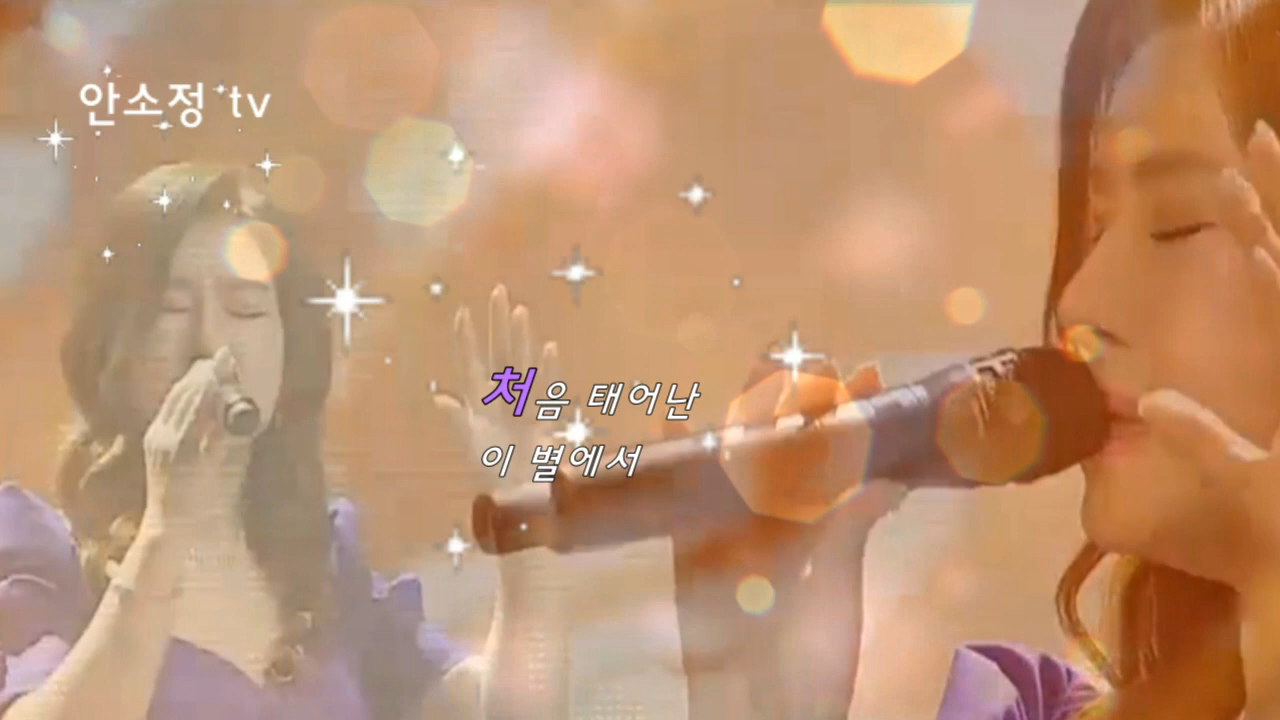 안소정 tv
처음 태어난
이 별에서